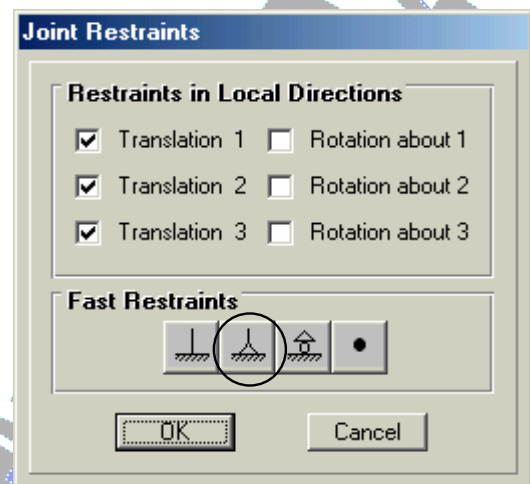 Joint Restraints
Restraints in Local Directions
Translation 1 Rotation about 1
Translation 2 Rotation about 2
Translation 3 Rotation about 3
Fast Restraints
OK Cancel